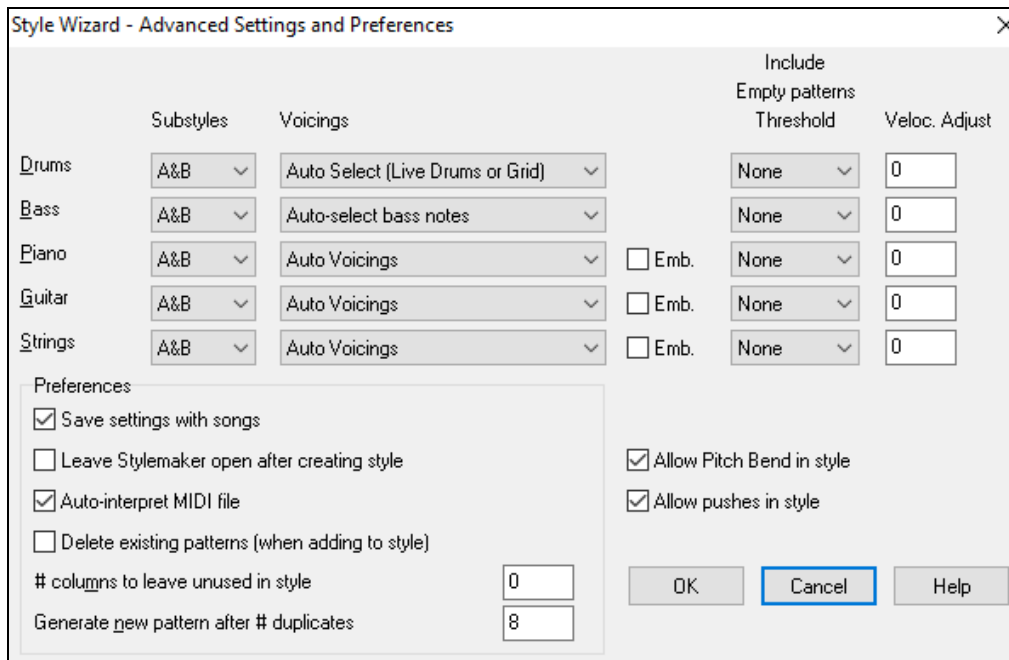 Style Wizard - Advanced Settings and Preferences
Include
Empty patterns
Substyles Voicings Threshold Veloc. Adjust
Drums A&B Auto Select (Live Drums or Grid) None 0
Bass A&B Auto-select bass notes None 0
Piano A&B Auto Voicings Emb. None 0
Guitar A&B Auto Voicings Emb. None 0
Strings A&B Auto Voicings Emb. None 0
Preferences
Save settings with songs
Leave Stylemaker open after creating style Allow Pitch Bend in style
Auto-interpret MIDI file Allow pushes in style
Delete existing patterns (when adding to style)
# columns to leave unused in style 0 OK Cancel Help
Generate new pattern after # duplicates 8